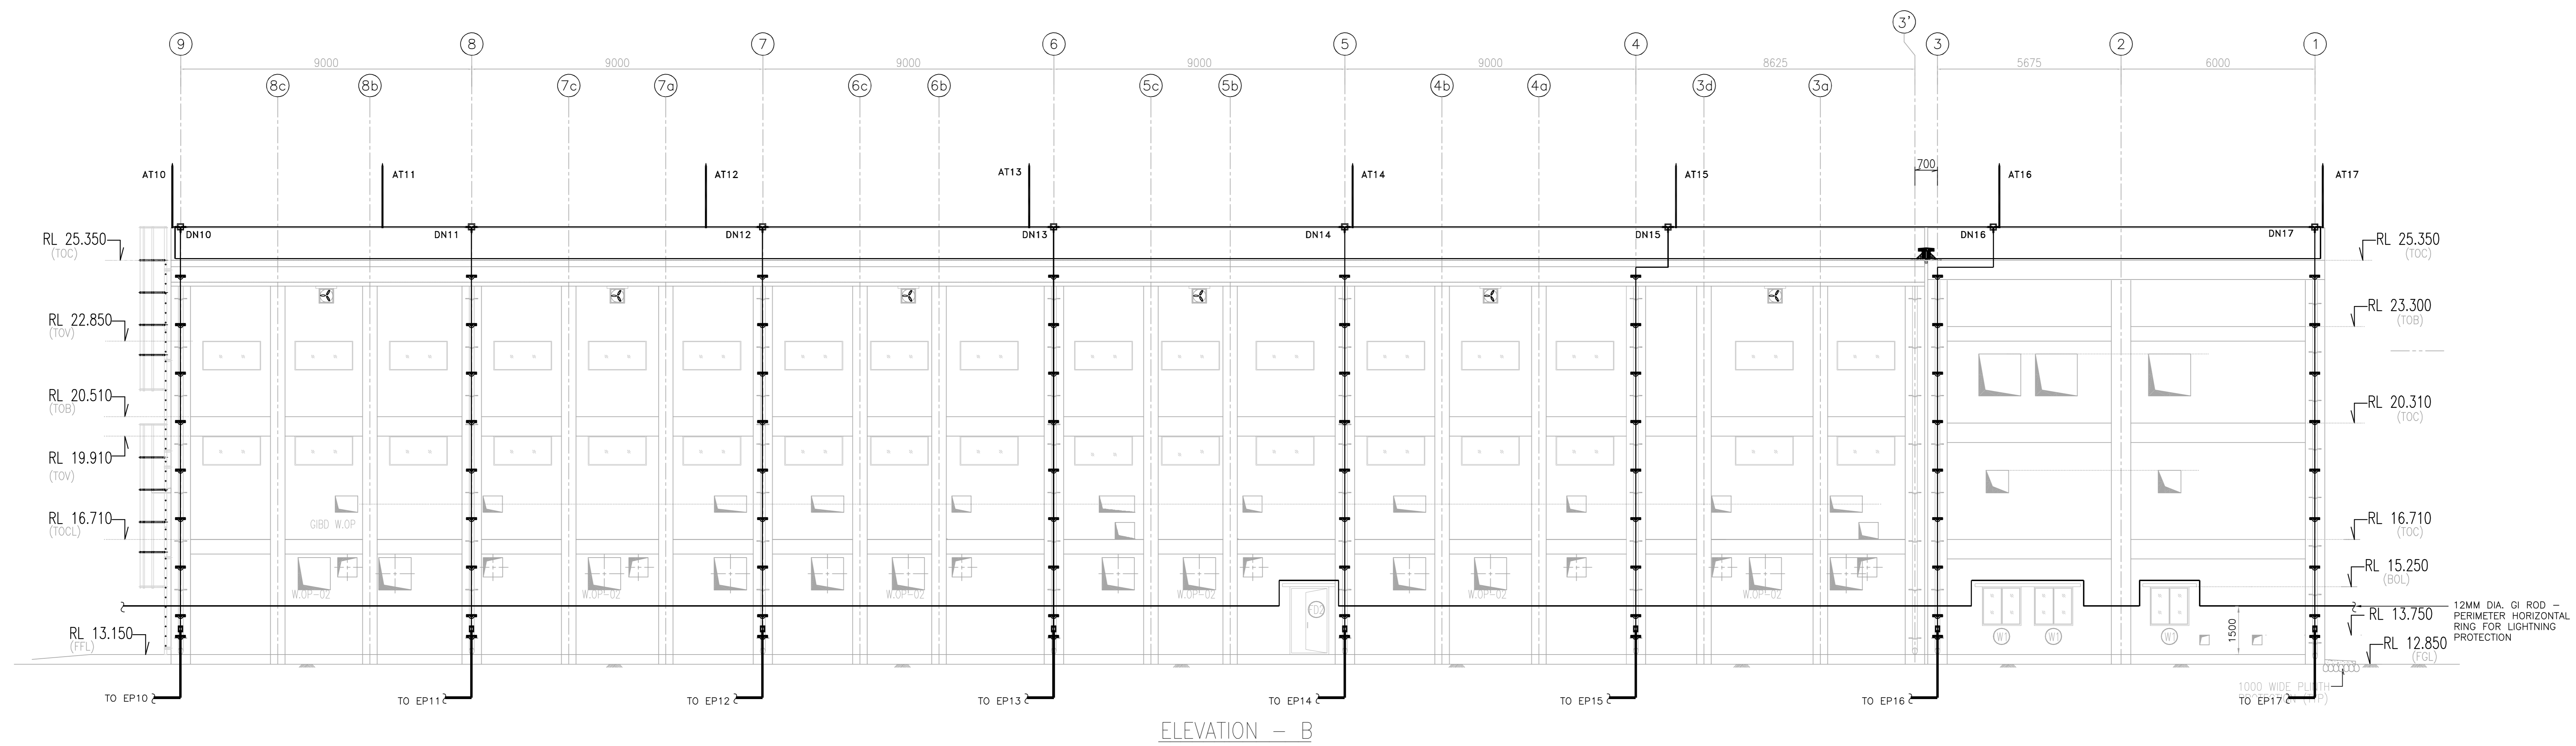 3'
9
8
7
6
5
4
3
2
1
9000
9000
9000
9000
9000
8625
5675
6000
8c
8b
7c
7a
6c
6b
5c
5b
4b
4a
3d
3a
700
AT10
AT11
AT12
AT13
AT14
AT15
AT16
AT17
DN10
DN11
DN12
DN13
DN14
DN15
DN16
DN17
RL 25.350
(TOC)
RL 22.850
(TOV)
RL 20.510
(TOB)
RL 19.910
(TOV)
RL 16.710
(TOCL)
RL 13.150
(FFL)
RL 25.350
(TOC)
RL 23.300
(TOB)
RL 20.310
(TOC)
RL 16.710
(TOC)
RL 15.250
(BOL)
RL 13.750
RL 12.850
(FGL)
GIBD W.OP
W.OP-02
W.OP-02
W.OP-02
W.OP-02
W.OP-02
FD2
W1
W1
W1
1500
12MM DIA. GI ROD -
PERIMETER HORIZONTAL
RING FOR LIGHTNING
PROTECTION
1000 WIDE PLINTH
TO EP10
TO EP11
TO EP12
TO EP13
TO EP14
TO EP15
TO EP16
TO EP17
ELEVATION - B